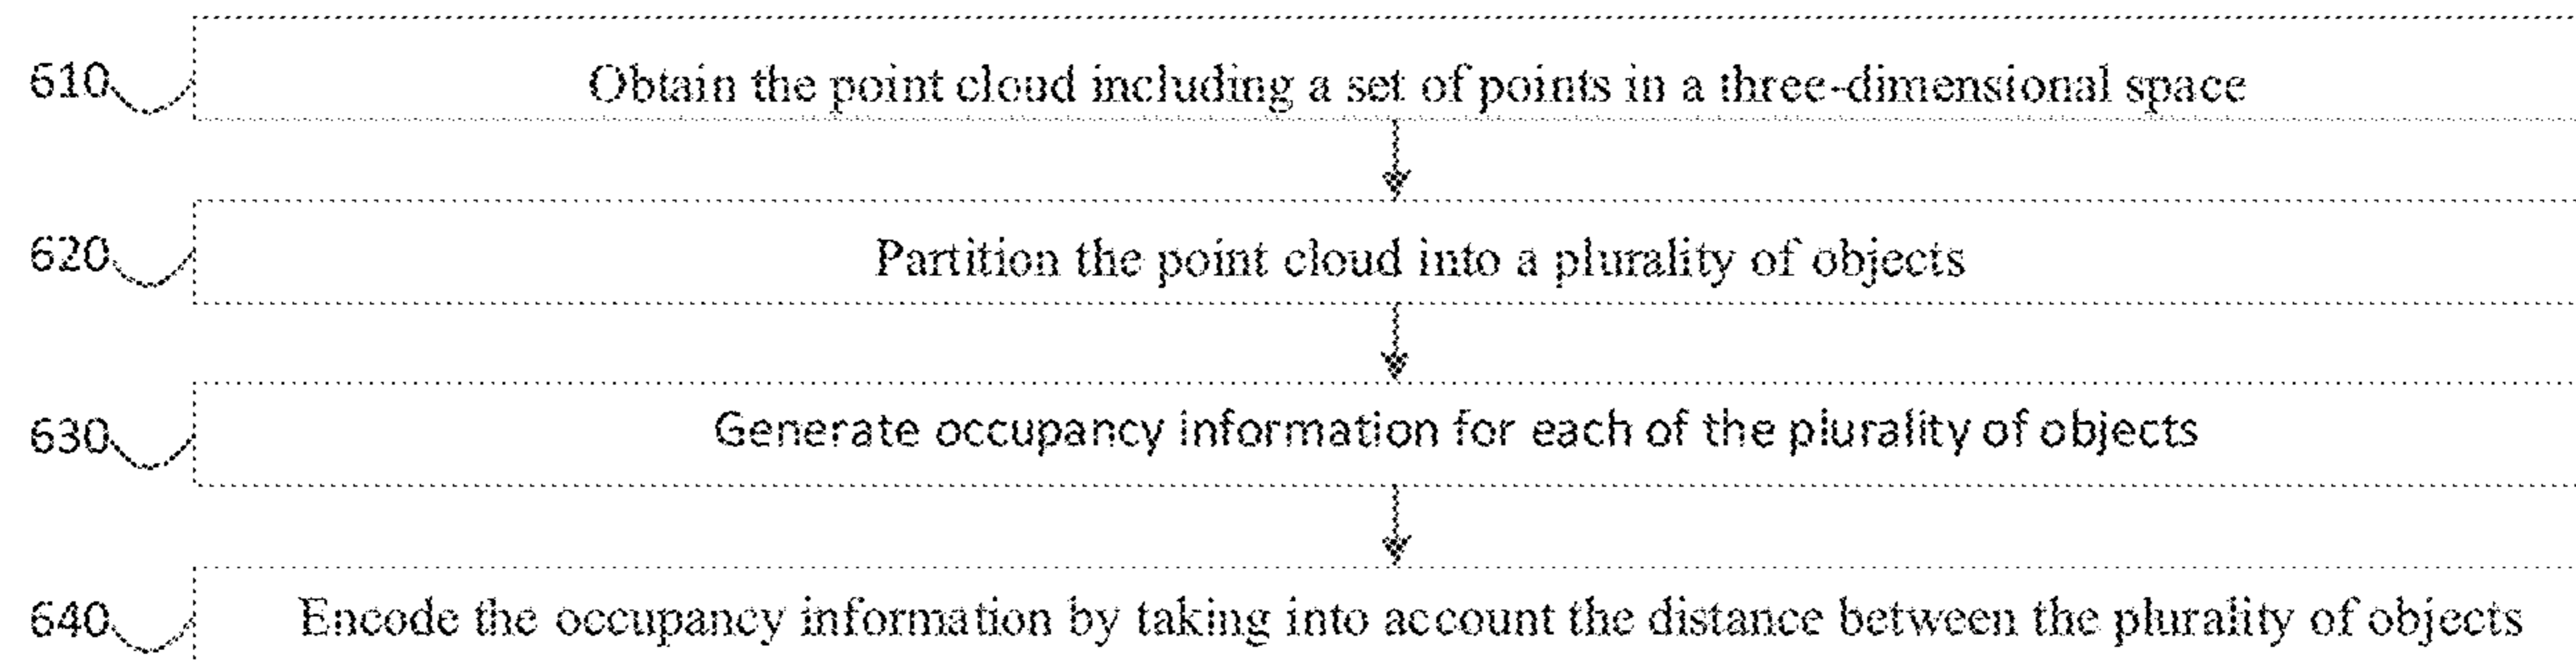 610 Obtain the point cloud including a set of points in a three-dimensional space
620 Partition the point cloud into a plurality of objects
630 Generate occupancy information for each of the plurality of objects
640 Encode the occupancy information by taking into account the distance between the plurality of objects